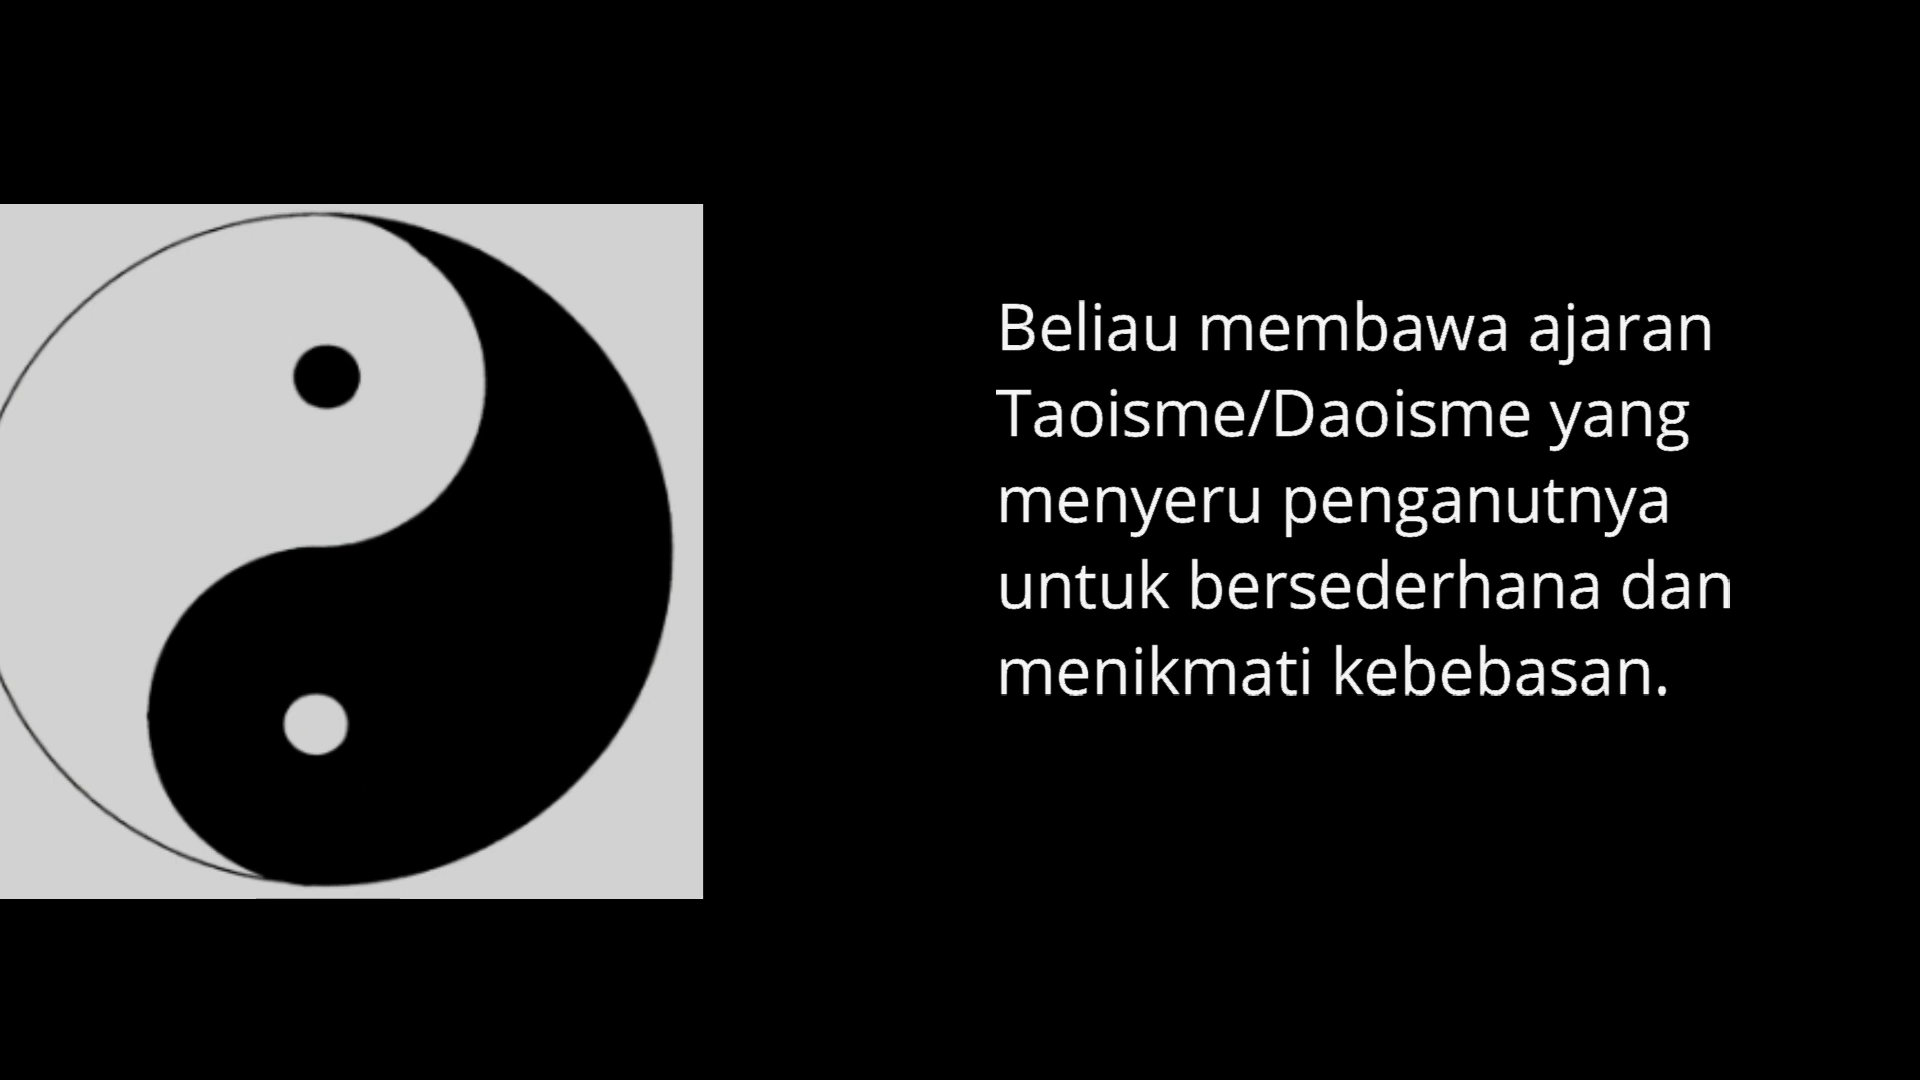 Beliau membawa ajaran
Taoisme/Daoisme yang
menyeru penganutnya
untuk bersederhana dan
menikmati kebebasan.